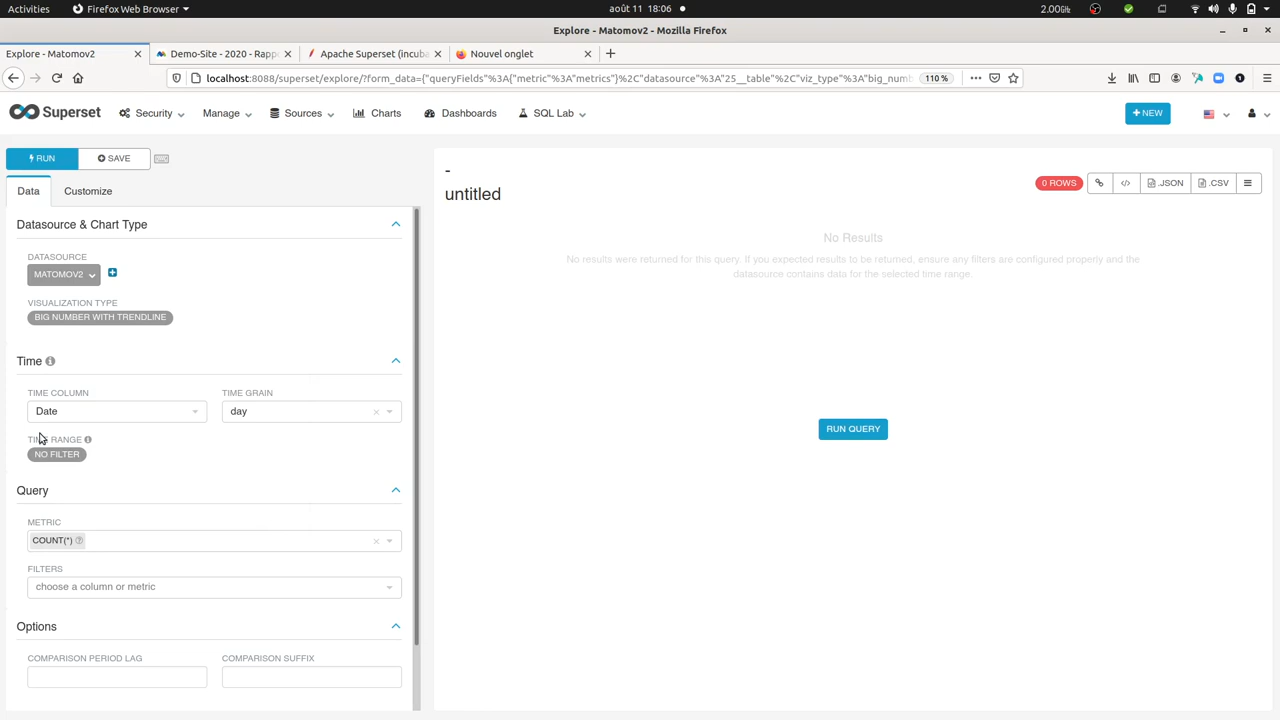 Activities
Firefox Web Browser
août 11 18:06
2.00GHz
Explore - Matomov2 - Mozilla Firefox
Explore - Matomov2
Demo-Site - 2020 - Rappo
Apache Superset (incuba
Nouvel onglet
localhost:8088/superset/explore/?form_data={"queryFields"%3A{"metric"%3A"metrics"}%2C"datasource"%3A"25__table"%2C"viz_type"%3A"big_numb
110 %
Superset
Security
Manage
Sources
Charts
Dashboards
SQL Lab
+ NEW
RUN
SAVE
Data
Customize
Datasource & Chart Type
DATASOURCE
MATOMOV2
VISUALIZATION TYPE
BIG NUMBER WITH TRENDLINE
Time
TIME COLUMN
TIME GRAIN
Date
day
RANGE
NO FILTER
Query
METRIC
COUNT(*)
FILTERS
choose a column or metric
Options
COMPARISON PERIOD LAG
COMPARISON SUFFIX
-
untitled
0 ROWS
.JSON
.CSV
No Results
No results were returned for this query. If you expected results to be returned, ensure any filters are configured properly and the
datasource contains data for the selected time range.
RUN QUERY